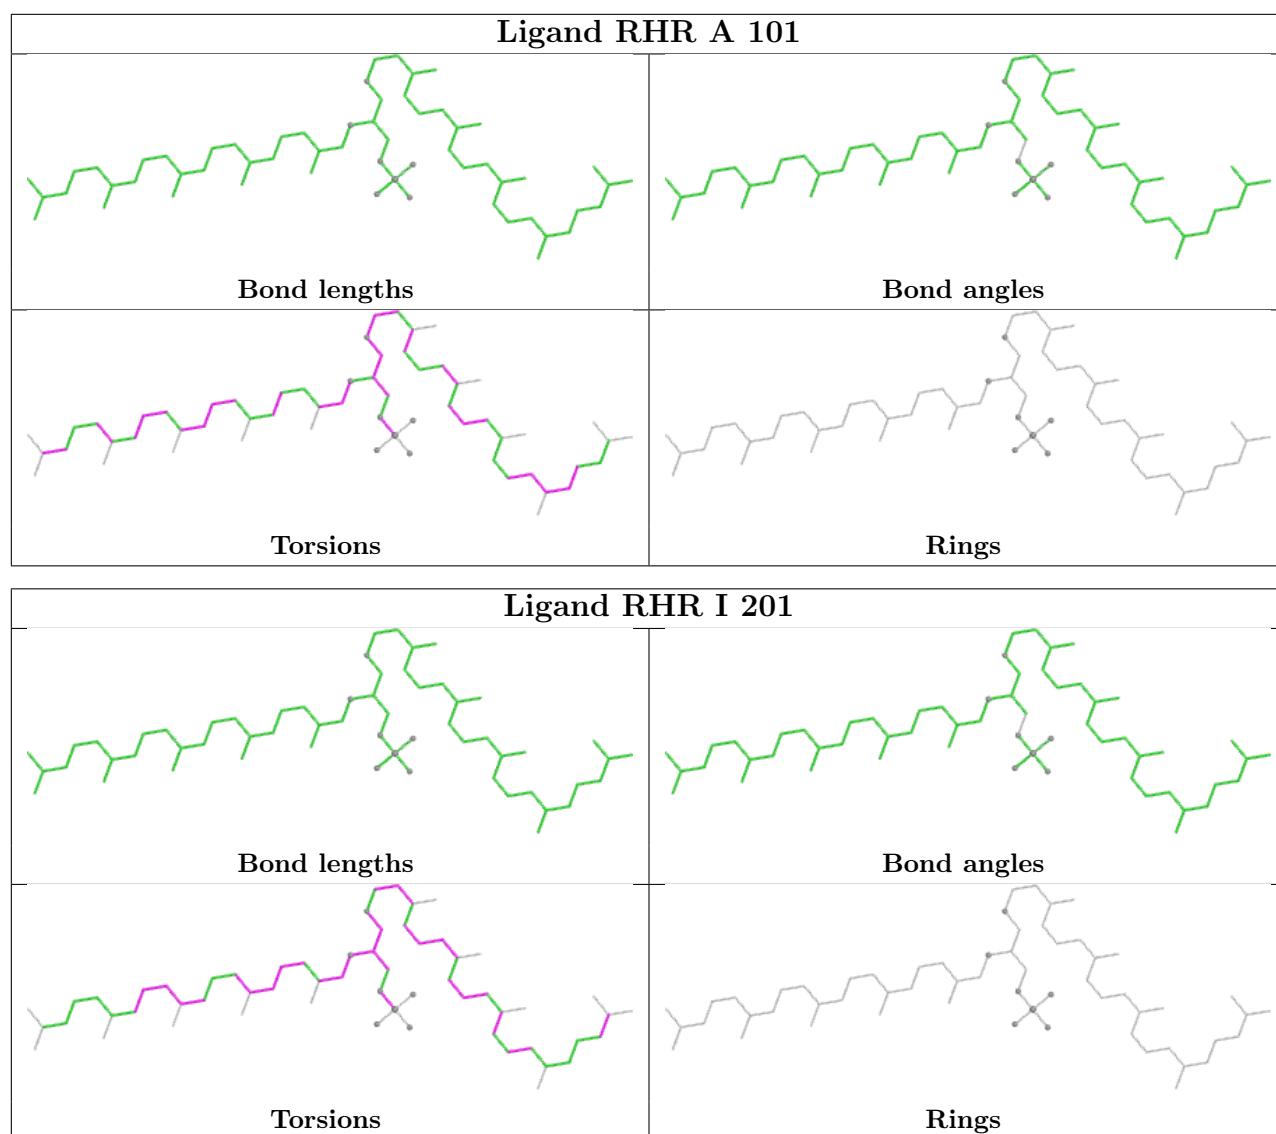 Ligand RHR A 101
Bond lengths
Bond angles
Torsions
Rings
Ligand RHR I 201
Bond lengths
Bond angles
Torsions
Rings